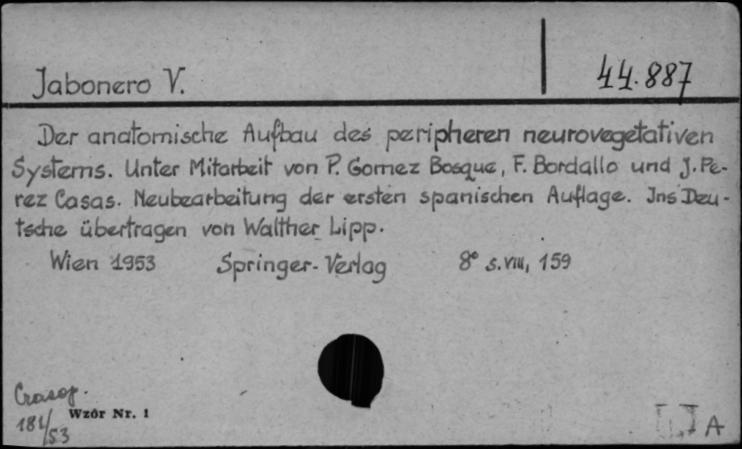 Jabonero V.
44.887
Der anatomische Aufbau des peripheren neurovegetativen
Systems. Unter Mitarbeit von P. Gomez Bosque, F. Bordallo und J. Pe-
rez Casas. Neubearbeitung der ersten spanischen Auflage. Ins Deu-
tsche übertragen von Walther Lipp.
Wien 1953 Springer-Verlag 8° s. VIII, 159
Czasop.
181/53
Wzór Nr. 1
A